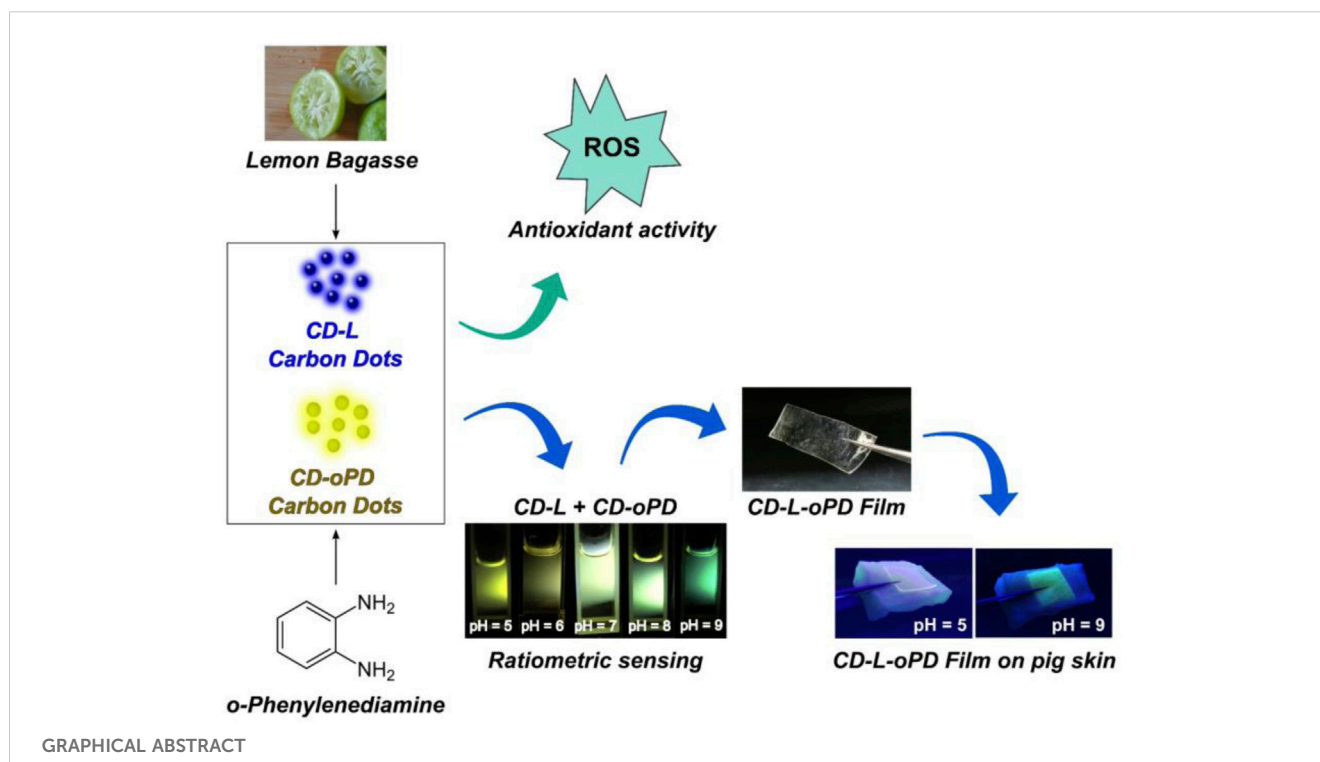 Lemon Bagasse
ROS
Antioxidant activity
CD-L
Carbon Dots
CD-oPD
Carbon Dots
CD-L + CD-oPD
CD-L-oPD Film
pH = 5 pH = 6 pH = 7 pH = 8 pH = 9
Ratiometric sensing
pH = 5 pH = 9
CD-L-oPD Film on pig skin
NH2
NH2
o-Phenylenediamine
GRAPHICAL ABSTRACT